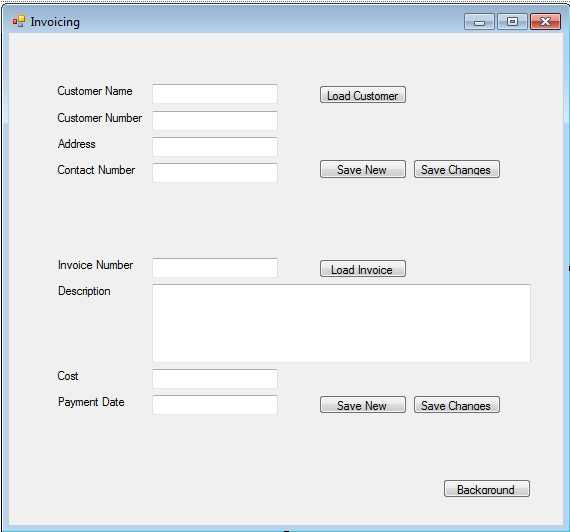 Invoicing
Customer Name
Load Customer
Customer Number
Address
Contact Number
Save New
Save Changes
Invoice Number
Load Invoice
Description
Cost
Payment Date
Save New
Save Changes
Background